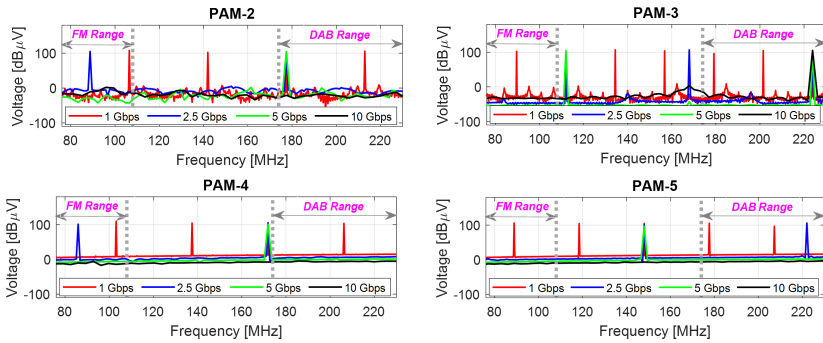 PAM-2
FM Range
DAB Range
Voltage [dBμV]
100
0
-100
1 Gbps 2.5 Gbps 5 Gbps 10 Gbps
80 100 120 140 160 180 200 220
Frequency [MHz]
PAM-3
FM Range
DAB Range
Voltage [dBμV]
100
0
-100
1 Gbps 2.5 Gbps 5 Gbps 10 Gbps
80 100 120 140 160 180 200 220
Frequency [MHz]
PAM-4
FM Range
DAB Range
Voltage [dBμV]
100
0
-100
1 Gbps 2.5 Gbps 5 Gbps 10 Gbps
80 100 120 140 160 180 200 220
Frequency [MHz]
PAM-5
FM Range
DAB Range
Voltage [dBμV]
100
0
-100
1 Gbps 2.5 Gbps 5 Gbps 10 Gbps
80 100 120 140 160 180 200 220
Frequency [MHz]